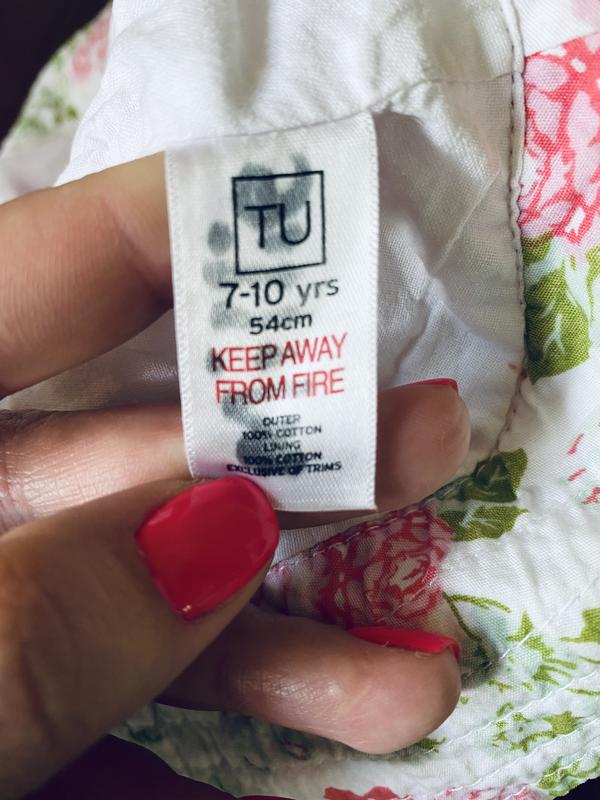 TU
7-10 yrs
54cm
KEEP AWAY
FROM FIRE
OUTER
100% COTTON
LINING
100% COTTON
EXCLUSIVE OF TRIMS